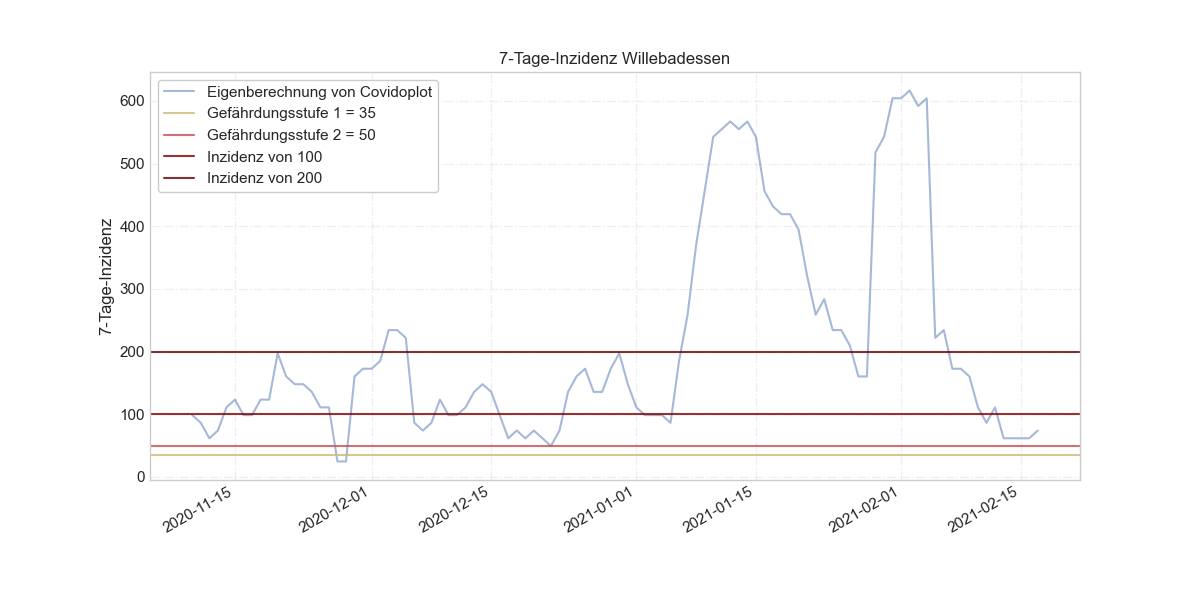 7-Tage-Inzidenz Willebadessen
Eigenberechnung von Covidoplot
Gefährdungsstufe 1 = 35
Gefährdungsstufe 2 = 50
Inzidenz von 100
Inzidenz von 200
7-Tage-Inzidenz
600
500
400
300
200
100
0
2020-11-15
2020-12-01
2020-12-15
2021-01-01
2021-01-15
2021-02-01
2021-02-15